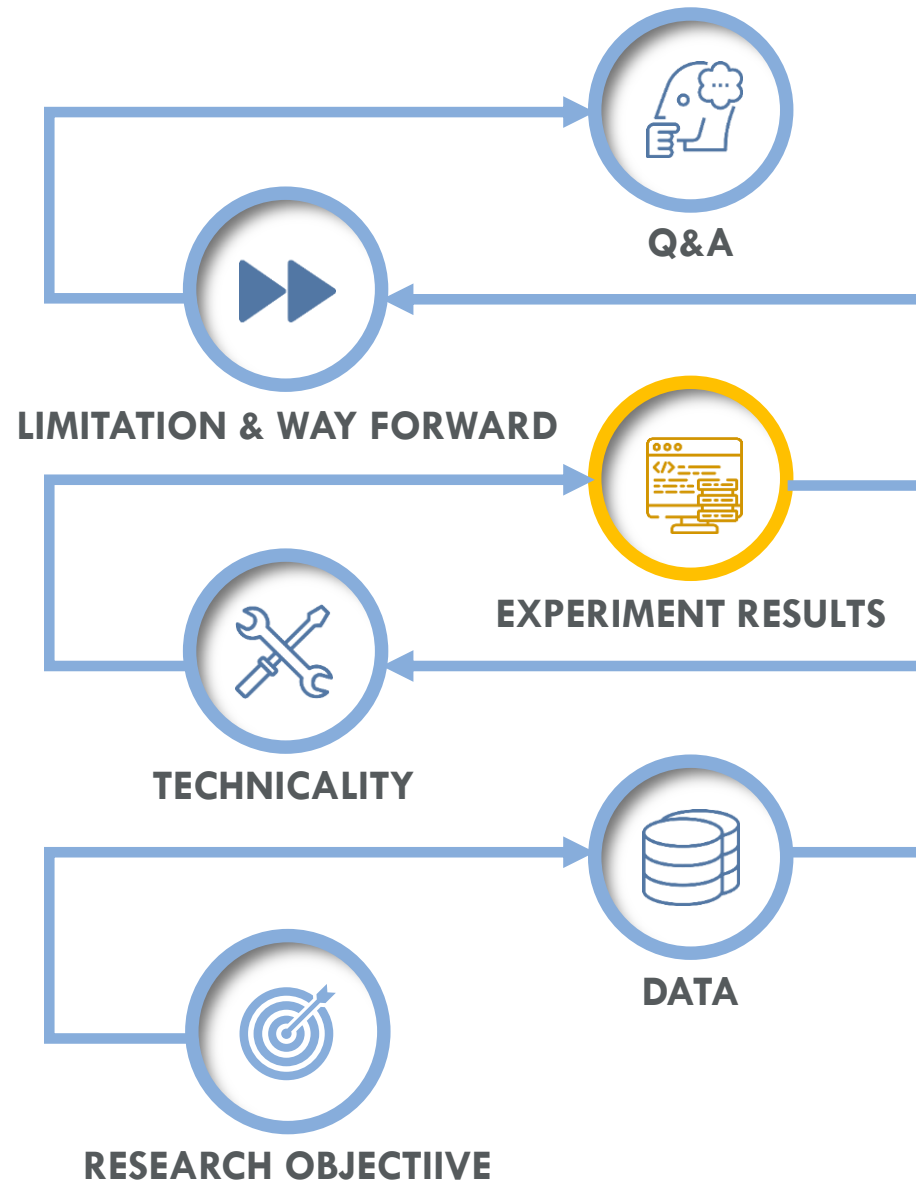 Q&A
LIMITATION & WAY FORWARD
EXPERIMENT RESULTS
TECHNICALITY
DATA
RESEARCH OBJECTIIVE